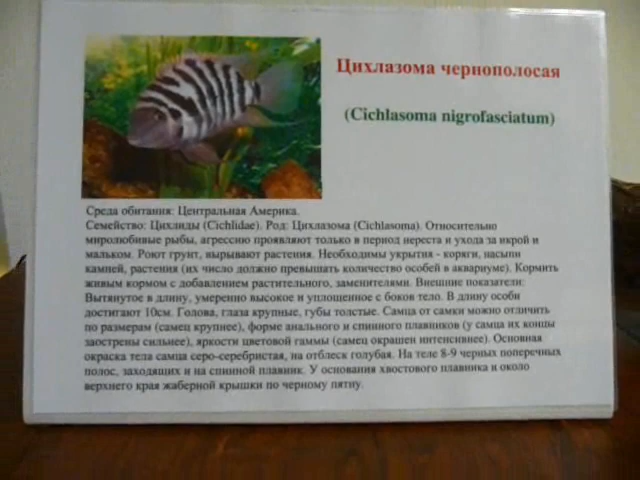 Цихлазома чернополосая
(Cichlasoma nigrofasciatum)
Среда обитания: Центральная Америка.
Семейство: Цихлиды (Cichlidae). Род: Цихлазома (Cichlasoma). Относительно
миролюбивые рыбы, агрессию проявляют только в период нереста и ухода за икрой и
мальком. Роют грунт, вырывают растения. Необходимы укрытия - коряги, насыпи
камней, растения (их число должно превышать количество особей в аквариуме). Кормить
живым кормом с добавлением растительного, заменителями. Внешние показатели:
Вытянутое в длину, умеренно высокое и уплощенное с боков тело. В длину особи
достигают 10см. Голова, глаза крупные, губы толстые. Самца от самки можно отличить
по размерам (самец крупнее), форме анального и спинного плавников (у самца их концы
заострены сильнее), яркости цветовой гаммы (самец окрашен интенсивнее). Основная
окраска тела самца серо-серебристая, на отблеск голубая. На теле 8-9 черных поперечных
полос, заходящих и на спинной плавник. У основания хвостового плавника и около
верхнего края жаберной крышки по черному пятну.